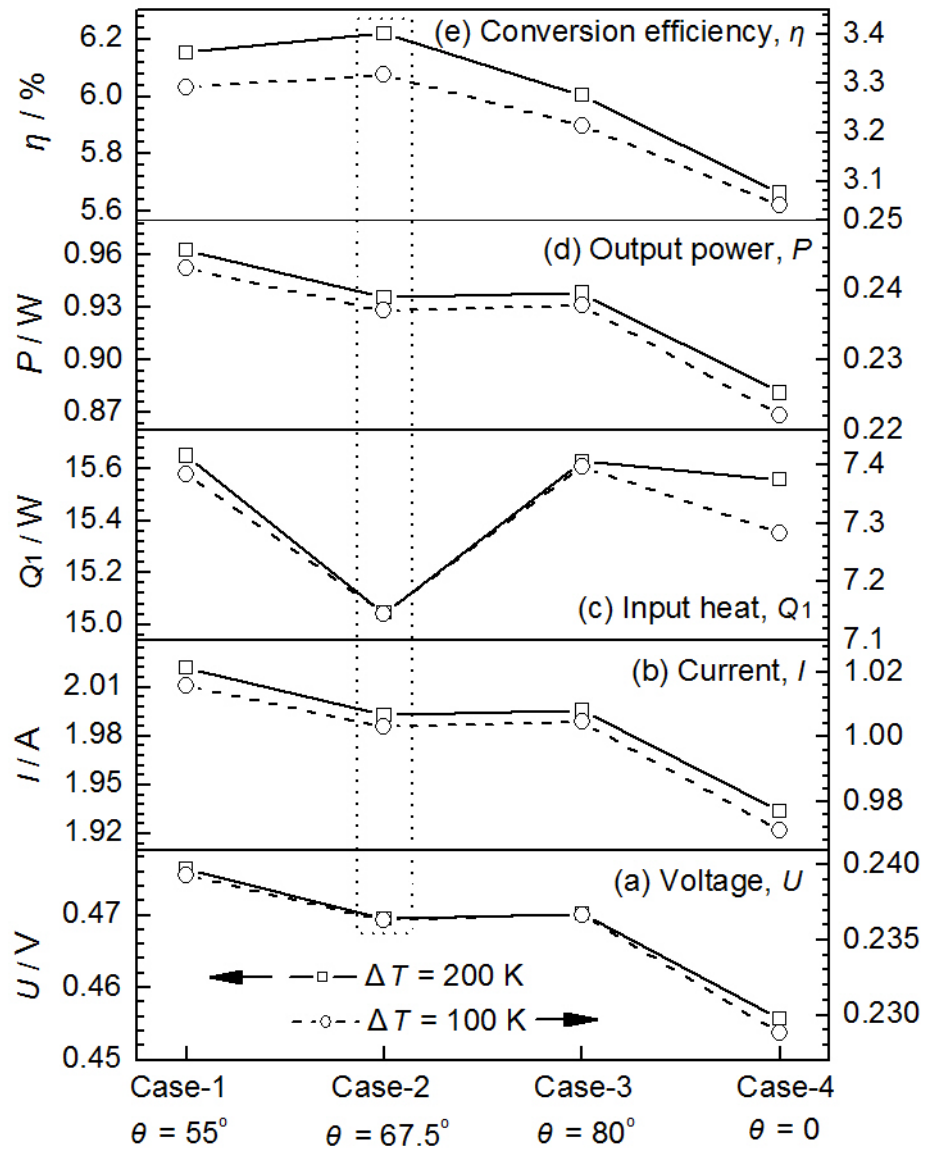 (e) Conversion efficiency, η
η / %
6.2
6.0
5.8
5.6
3.4
3.3
3.2
3.1
0.25
(d) Output power, P
P / W
0.96
0.93
0.90
0.87
0.24
0.23
0.22
Q1 / W
15.6
15.4
15.2
15.0
7.4
7.3
7.2
7.1
(c) Input heat, Q1
(b) Current, I
I / A
2.01
1.98
1.95
1.92
1.02
1.00
0.98
(a) Voltage, U
U / V
0.47
0.46
0.45
0.240
0.235
0.230
Δ T = 200 K
Δ T = 100 K
Case-1 Case-2 Case-3 Case-4
θ = 55° θ = 67.5° θ = 80° θ = 0